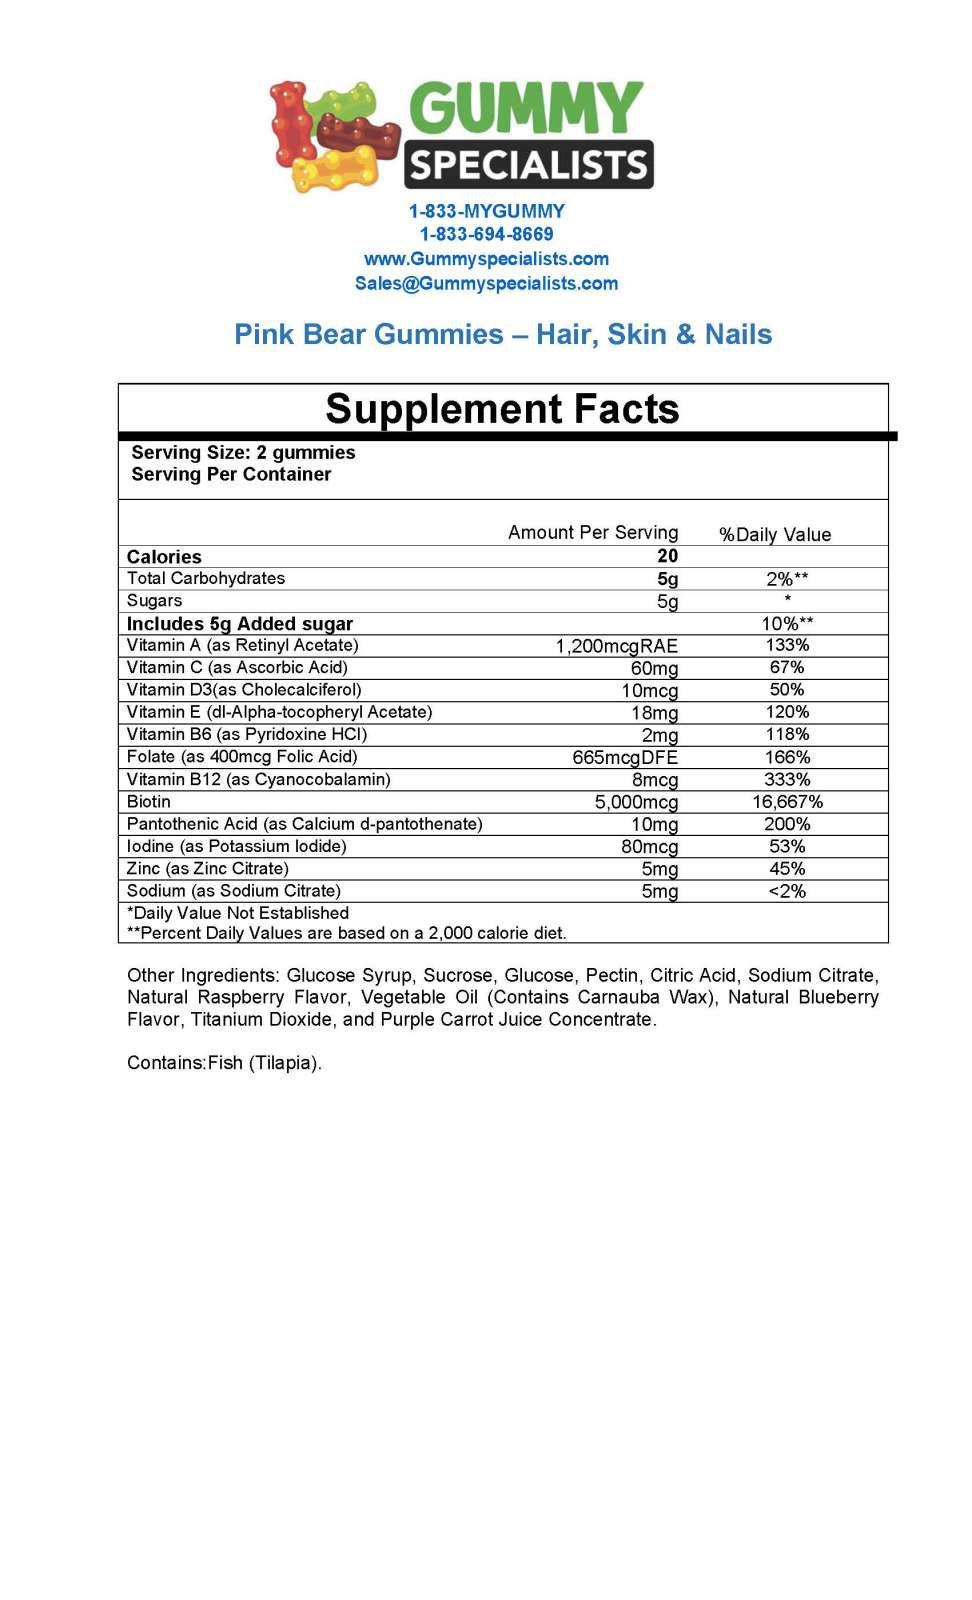 GUMMY
SPECIALISTS
1-833-MYGUMMY
1-833-694-8669
www.Gummyspecialists.com
Sales@Gummyspecialists.com
Pink Bear Gummies – Hair, Skin & Nails
Supplement Facts
Serving Size: 2 gummies
Serving Per Container
Amount Per Serving %Daily Value
Calories 20
Total Carbohydrates 5g 2%**
Sugars 5g *
Includes 5g Added sugar 10%**
Vitamin A (as Retinyl Acetate) 1,200mcgRAE 133%
Vitamin C (as Ascorbic Acid) 60mg 67%
Vitamin D3(as Cholecalciferol) 10mcg 50%
Vitamin E (dl-Alpha-tocopheryl Acetate) 18mg 120%
Vitamin B6 (as Pyridoxine HCl) 2mg 118%
Folate (as 400mcg Folic Acid) 665mcgDFE 166%
Vitamin B12 (as Cyanocobalamin) 8mcg 333%
Biotin 5,000mcg 16,667%
Pantothenic Acid (as Calcium d-pantothenate) 10mg 200%
Iodine (as Potassium Iodide) 80mcg 53%
Zinc (as Zinc Citrate) 5mg 45%
Sodium (as Sodium Citrate) 5mg <2%
*Daily Value Not Established
**Percent Daily Values are based on a 2,000 calorie diet.
Other Ingredients: Glucose Syrup, Sucrose, Glucose, Pectin, Citric Acid, Sodium Citrate,
Natural Raspberry Flavor, Vegetable Oil (Contains Carnauba Wax), Natural Blueberry
Flavor, Titanium Dioxide, and Purple Carrot Juice Concentrate.
Contains:Fish (Tilapia).